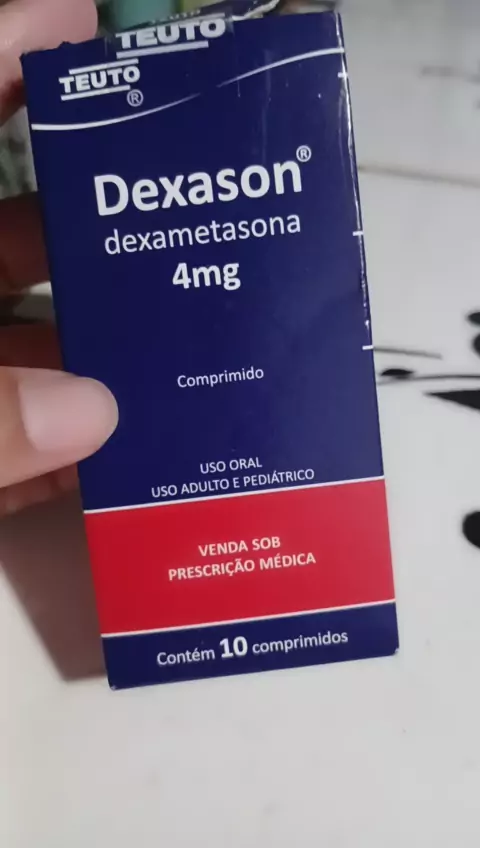 TEUTO
TEUTO®
Dexason®
dexametasona
4mg
Comprimido
USO ORAL
USO ADULTO E PEDIÁTRICO
VENDA SOB
PRESCRIÇÃO MÉDICA
Contém 10 comprimidos